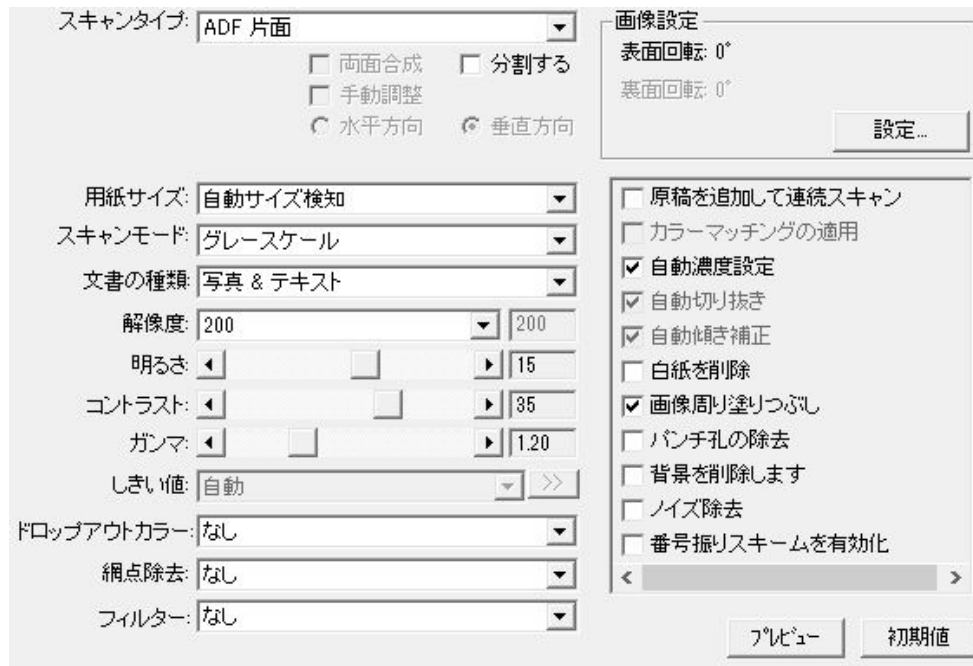 スキャンタイプ: ADF 片面
両面合成 分割する
手動調整
水平方向 垂直方向
画像設定
表面回転: 0°
裏面回転: 0°
設定...
用紙サイズ: 自動サイズ検知
スキャンモード: グレースケール
文書の種類: 写真 & テキスト
解像度: 200 200
明るさ: 15
コントラスト: 35
ガンマ: 1.20
しきい値: 自動 >>
ドロップアウトカラー: なし
網点除去: なし
フィルター: なし
原稿を追加して連続スキャン
カラーマッチングの適用
自動濃度設定
自動切り抜き
自動傾き補正
白紙を削除
画像周り塗りつぶし
パンチ孔の除去
背景を削除します
ノイズ除去
番号振りスキームを有効化
プレビュー 初期値